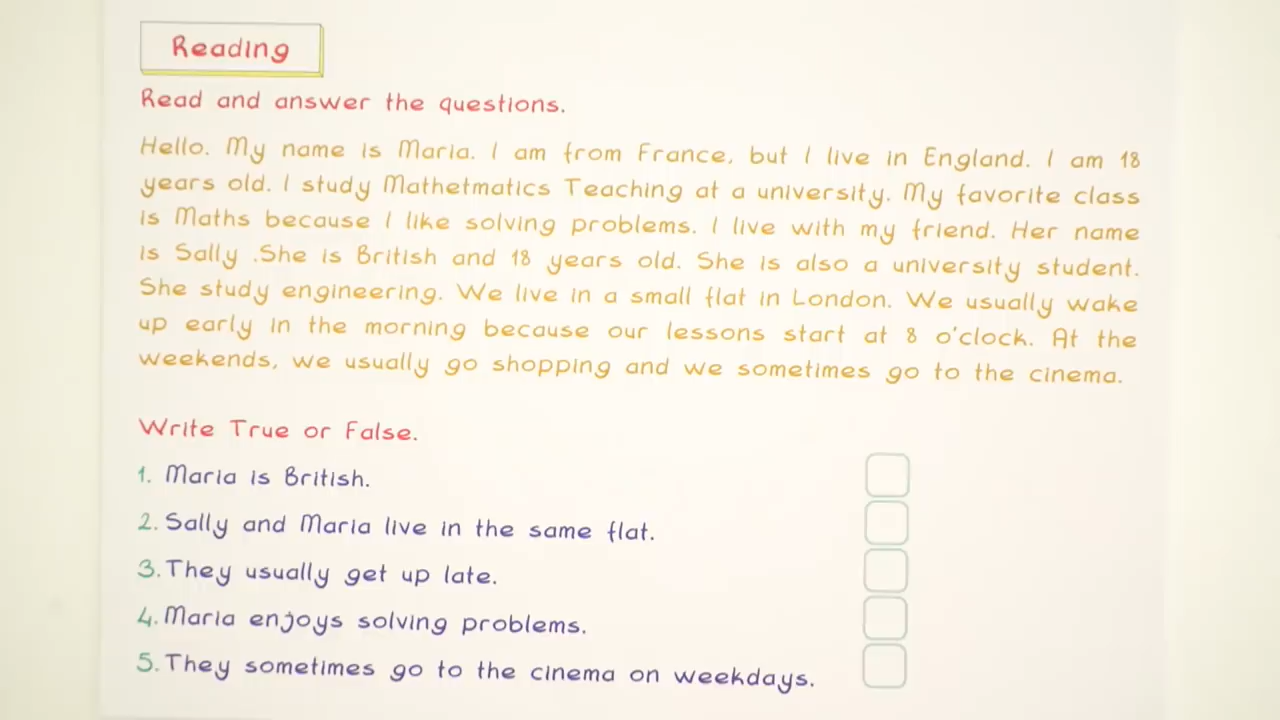 Reading
Read and answer the questions.
Hello. My name is Maria. I am from France, but I live in England. I am 18
years old. I study Mathetmatics Teaching at a university. My favorite class
is Maths because I like solving problems. I live with my friend. Her name
is Sally .She is British and 18 years old. She is also a university student.
She study engineering. We live in a small flat in London. We usually wake
up early in the morning because our lessons start at 8 o'clock. At the
weekends, we usually go shopping and we sometimes go to the cinema.
Write True or False.
1. Maria is British.
2. Sally and Maria live in the same flat.
3. They usually get up late.
4. Maria enjoys solving problems.
5. They sometimes go to the cinema on weekdays.